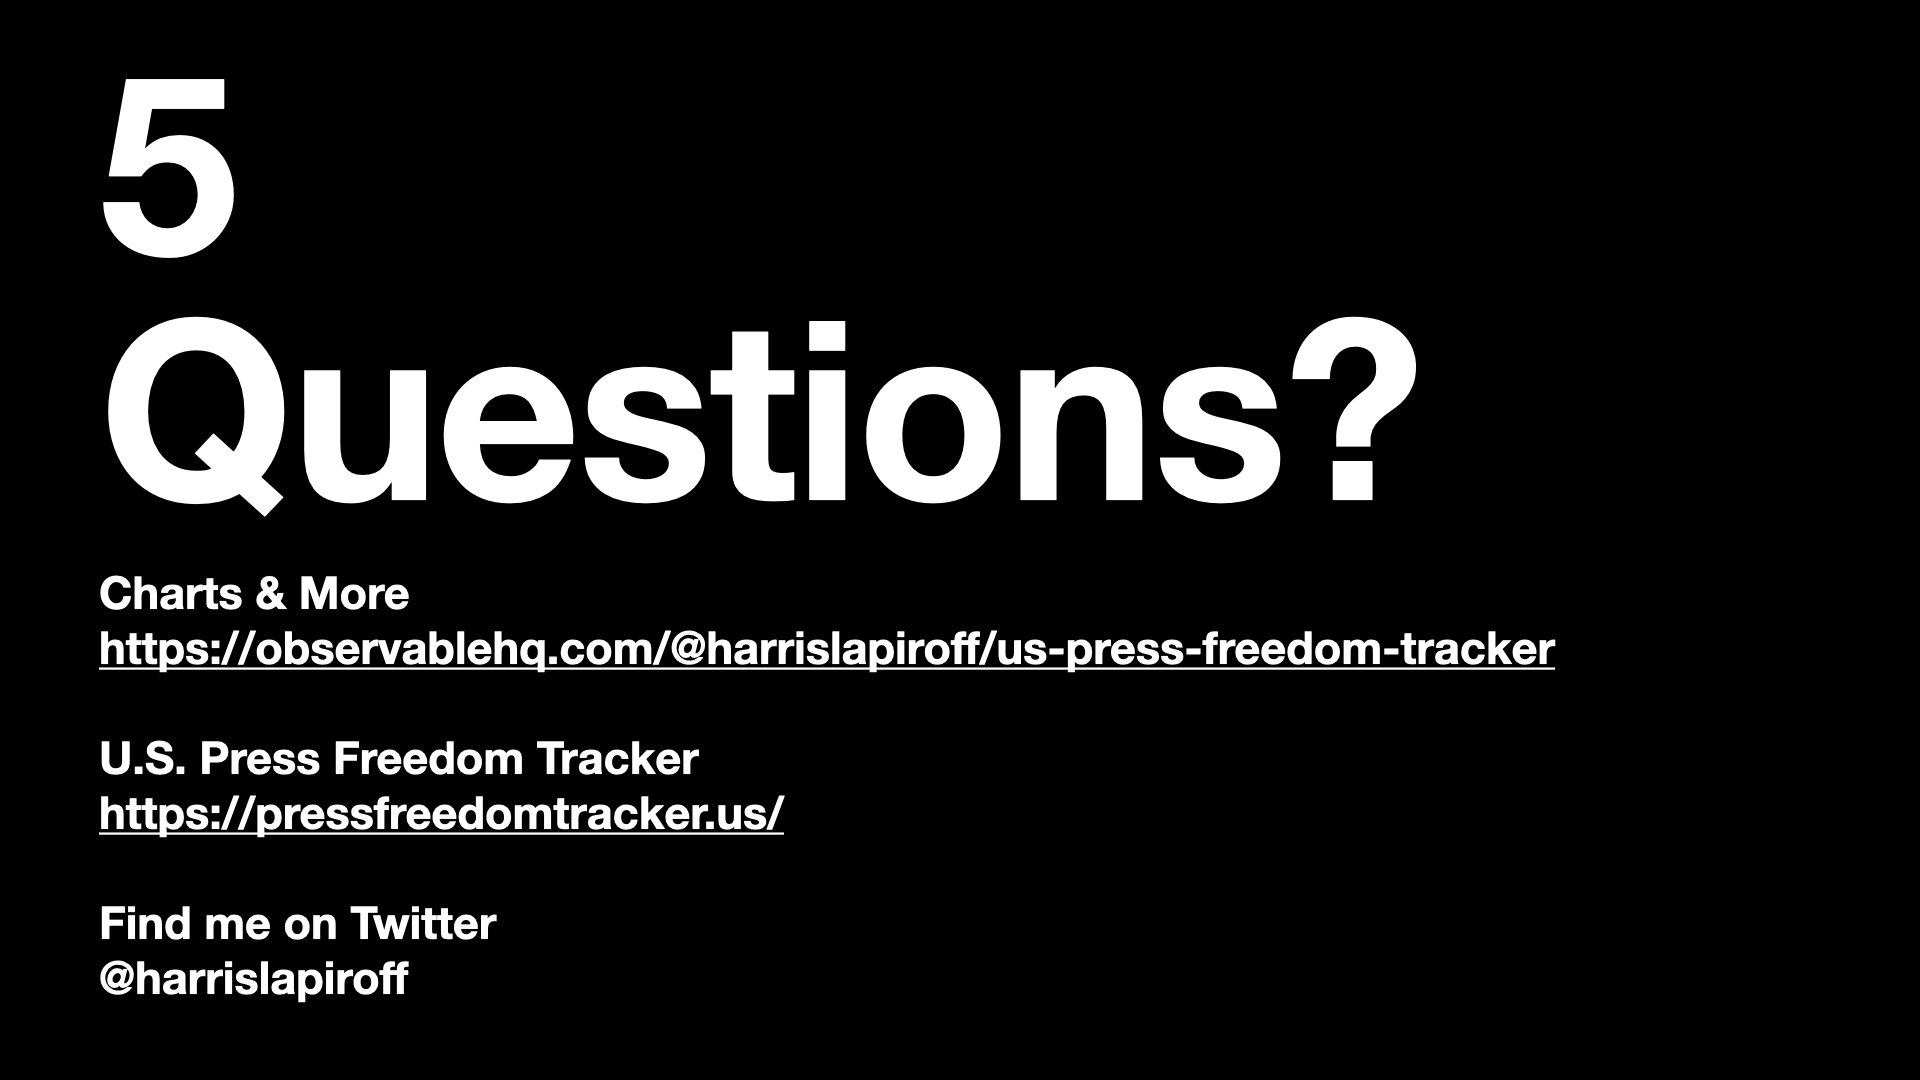 5
Questions?
Charts & More
https://observablehq.com/@harrislapiroff/us-press-freedom-tracker
U.S. Press Freedom Tracker
https://pressfreedomtracker.us/
Find me on Twitter
@harrislapiroff